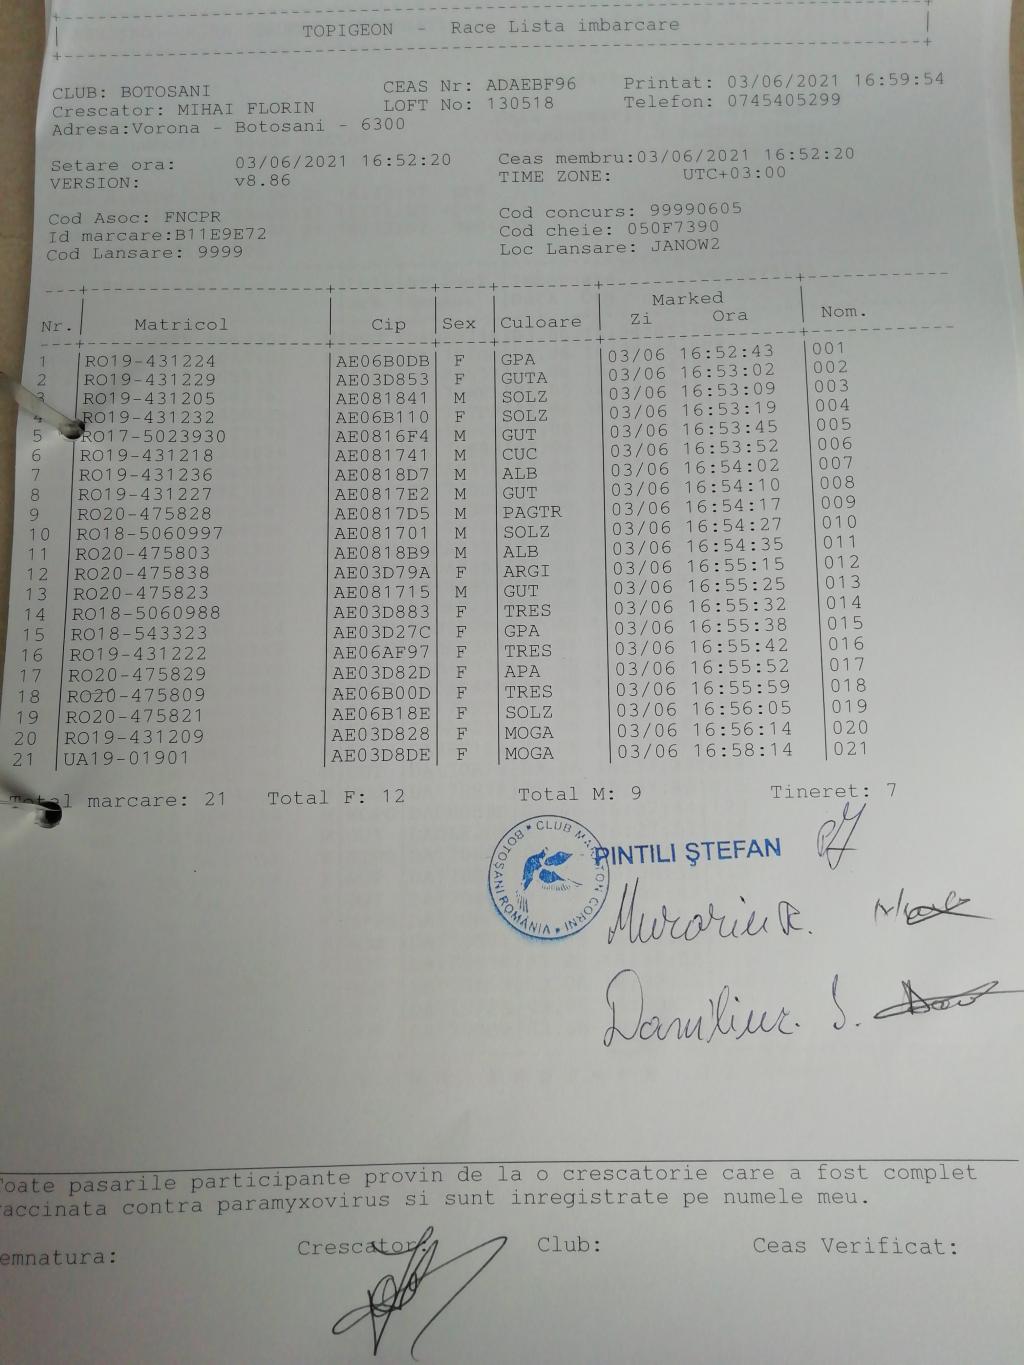 TOPIGEON - Race Lista imbarcare
CLUB: BOTOSANI CEAS Nr: ADAEBF96 Printat: 03/06/2021 16:59:54
Crescator: MIHAI FLORIN LOFT No: 130518 Telefon: 0745405299
Adresa:Vorona - Botosani - 6300
Setare ora: 03/06/2021 16:52:20 Ceas membru:03/06/2021 16:52:20
VERSION: v8.86 TIME ZONE: UTC+03:00
Cod Asoc: FNCPR Cod concurs: 99990605
Id marcare:B11E9E72 Cod cheie: 050F7390
Cod Lansare: 9999 Loc Lansare: JANOW2
Marked
Nr. Matricol Cip Sex Culoare Zi Ora Nom.
1 RO19-431224 AE06B0DB F GPA 03/06 16:52:43 001
2 RO19-431229 AE03D853 F GUTA 03/06 16:53:02 002
3 RO19-431205 AE081841 M SOLZ 03/06 16:53:09 003
4 RO19-431232 AE06B110 F SOLZ 03/06 16:53:19 004
5 RO17-5023930 AE0816F4 M GUT 03/06 16:53:45 005
6 RO19-431218 AE081741 M CUC 03/06 16:53:52 006
7 RO19-431236 AE0818D7 M ALB 03/06 16:54:02 007
8 RO19-431227 AE0817E2 M GUT 03/06 16:54:10 008
9 RO20-475828 AE0817D5 M PAGTR 03/06 16:54:17 009
10 RO18-5060997 AE081701 M SOLZ 03/06 16:54:27 010
11 RO20-475803 AE0818B9 M ALB 03/06 16:54:35 011
12 RO20-475838 AE03D79A F ARGI 03/06 16:55:15 012
13 RO20-475823 AE081715 M GUT 03/06 16:55:25 013
14 RO18-5060988 AE03D883 F TRES 03/06 16:55:32 014
15 RO18-543323 AE03D27C F GPA 03/06 16:55:38 015
16 RO19-431222 AE06AF97 F TRES 03/06 16:55:42 016
17 RO20-475829 AE03D82D F APA 03/06 16:55:52 017
18 RO20-475809 AE06B00D F TRES 03/06 16:55:59 018
19 RO20-475821 AE06B18E F SOLZ 03/06 16:56:05 019
20 RO19-431209 AE03D828 F MOGA 03/06 16:56:14 020
21 UA19-01901 AE03D8DE F MOGA 03/06 16:58:14 021
Total marcare: 21 Total F: 12 Total M: 9 Tineret: 7
CLUB MARATON CORNI
BOTOȘANI ROMÂNIA
PINTILI ŞTEFAN
Murariu R.
Toate pasarile participante provin de la o crescatorie care a fost complet
vaccinata contra paramyxovirus si sunt inregistrate pe numele meu.
emnatura: Crescator: Club: Ceas Verificat: